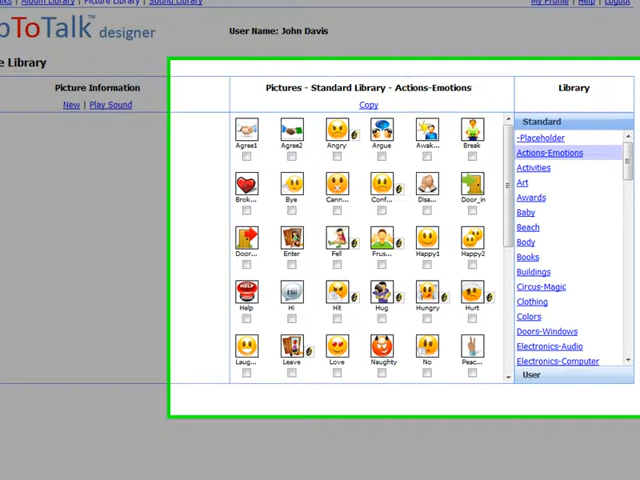 Album Library | Picture Library | Sound Library
My Profile | Help | Logout
pToTalk™ designer
User Name: John Davis
e Library
Picture Information
New | Play Sound
Pictures - Standard Library - Actions-Emotions
Copy
Library
Standard
-Placeholder
Actions-Emotions
Activities
Art
Awards
Baby
Beach
Body
Books
Buildings
Circus-Magic
Clothing
Colors
Doors-Windows
Electronics-Audio
Electronics-Computer
User
Agree1 Agree2 Angry Argue Awak... Break
Brok... Bye Cann... Conf... Disa... Door_in
Door... Enter Fell Frus... Happy1 Happy2
Help Hi Hit Hug Hungry Hurt
Laug... Leave Love Naughty No Peac...